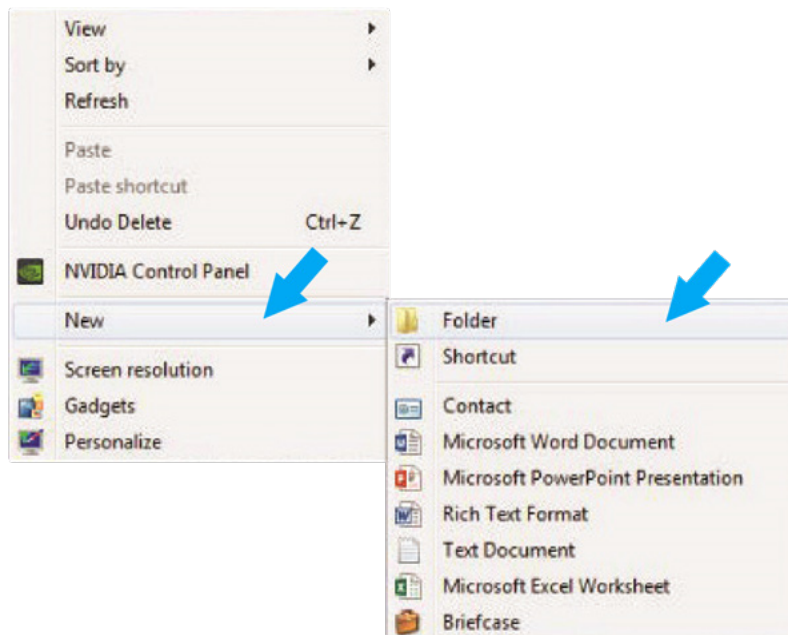 View
Sort by
Refresh
Paste
Paste shortcut
Undo Delete Ctrl+Z
NVIDIA Control Panel
New
Screen resolution
Gadgets
Personalize
Folder
Shortcut
Contact
Microsoft Word Document
Microsoft PowerPoint Presentation
Rich Text Format
Text Document
Microsoft Excel Worksheet
Briefcase